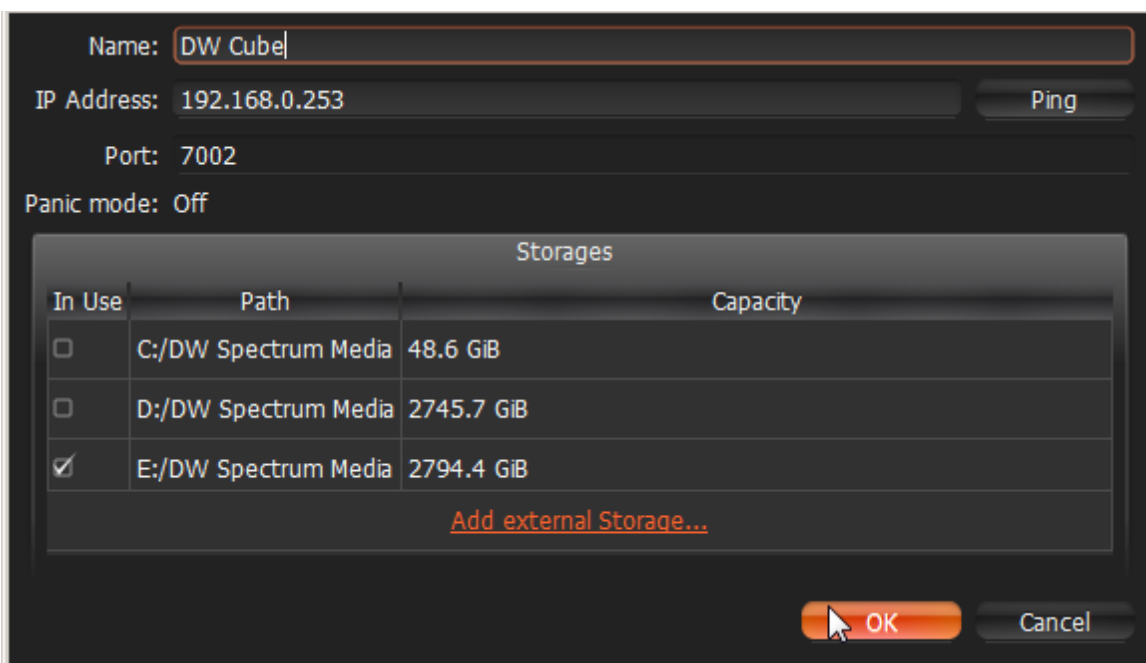 Name: DW Cube
IP Address: 192.168.0.253 Ping
Port: 7002
Panic mode: Off
Storages
In Use Path Capacity
C:/DW Spectrum Media 48.6 GiB
D:/DW Spectrum Media 2745.7 GiB
E:/DW Spectrum Media 2794.4 GiB
Add external Storage...
OK Cancel